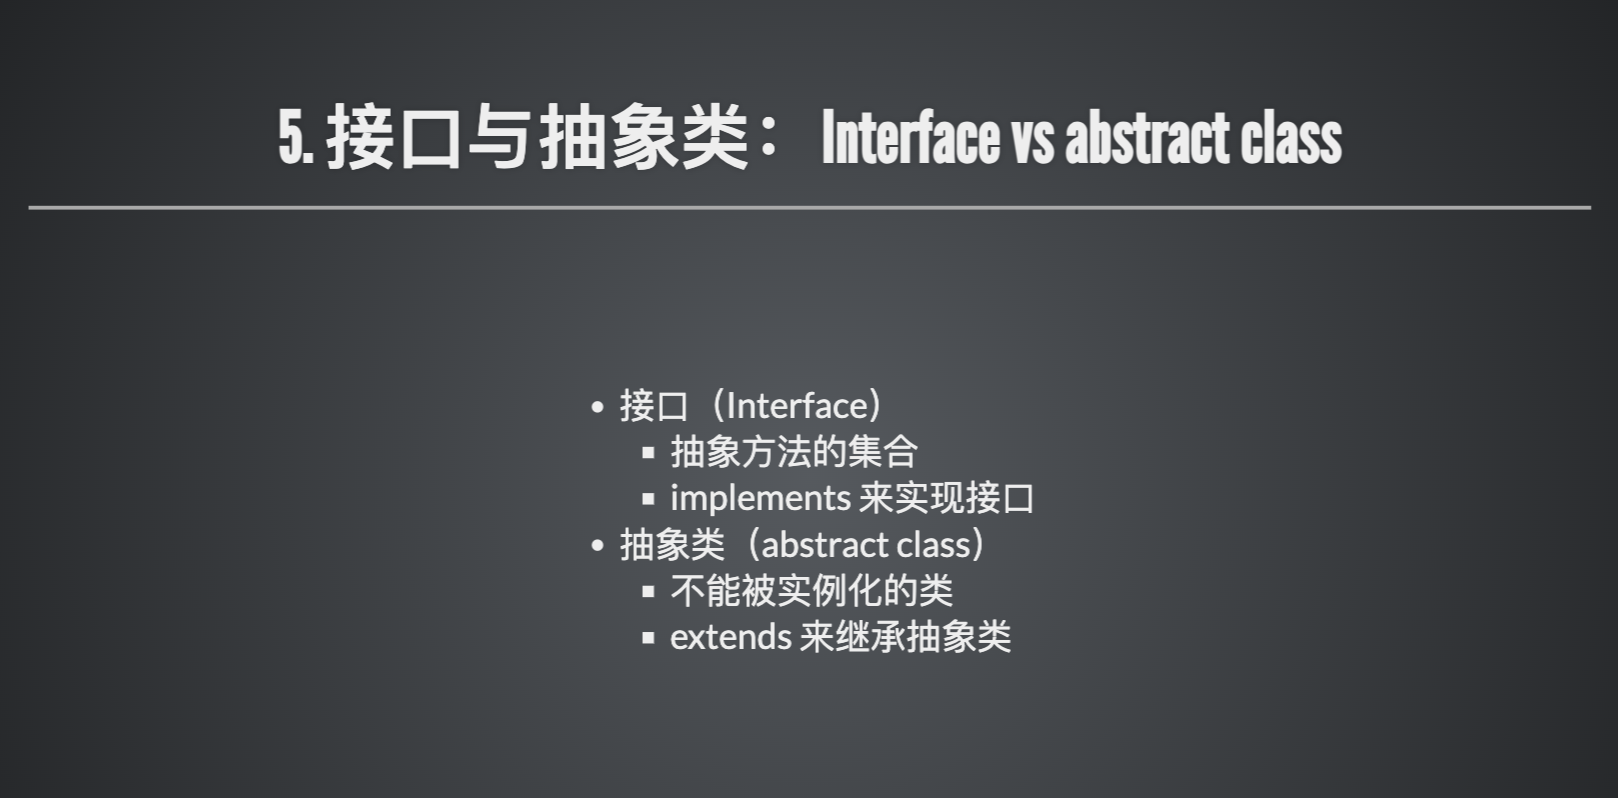 5. 接口与抽象类： Interface vs abstract class
• 接口（Interface）
▪ 抽象方法的集合
▪ implements 来实现接口
• 抽象类（abstract class）
▪ 不能被实例化的类
▪ extends 来继承抽象类